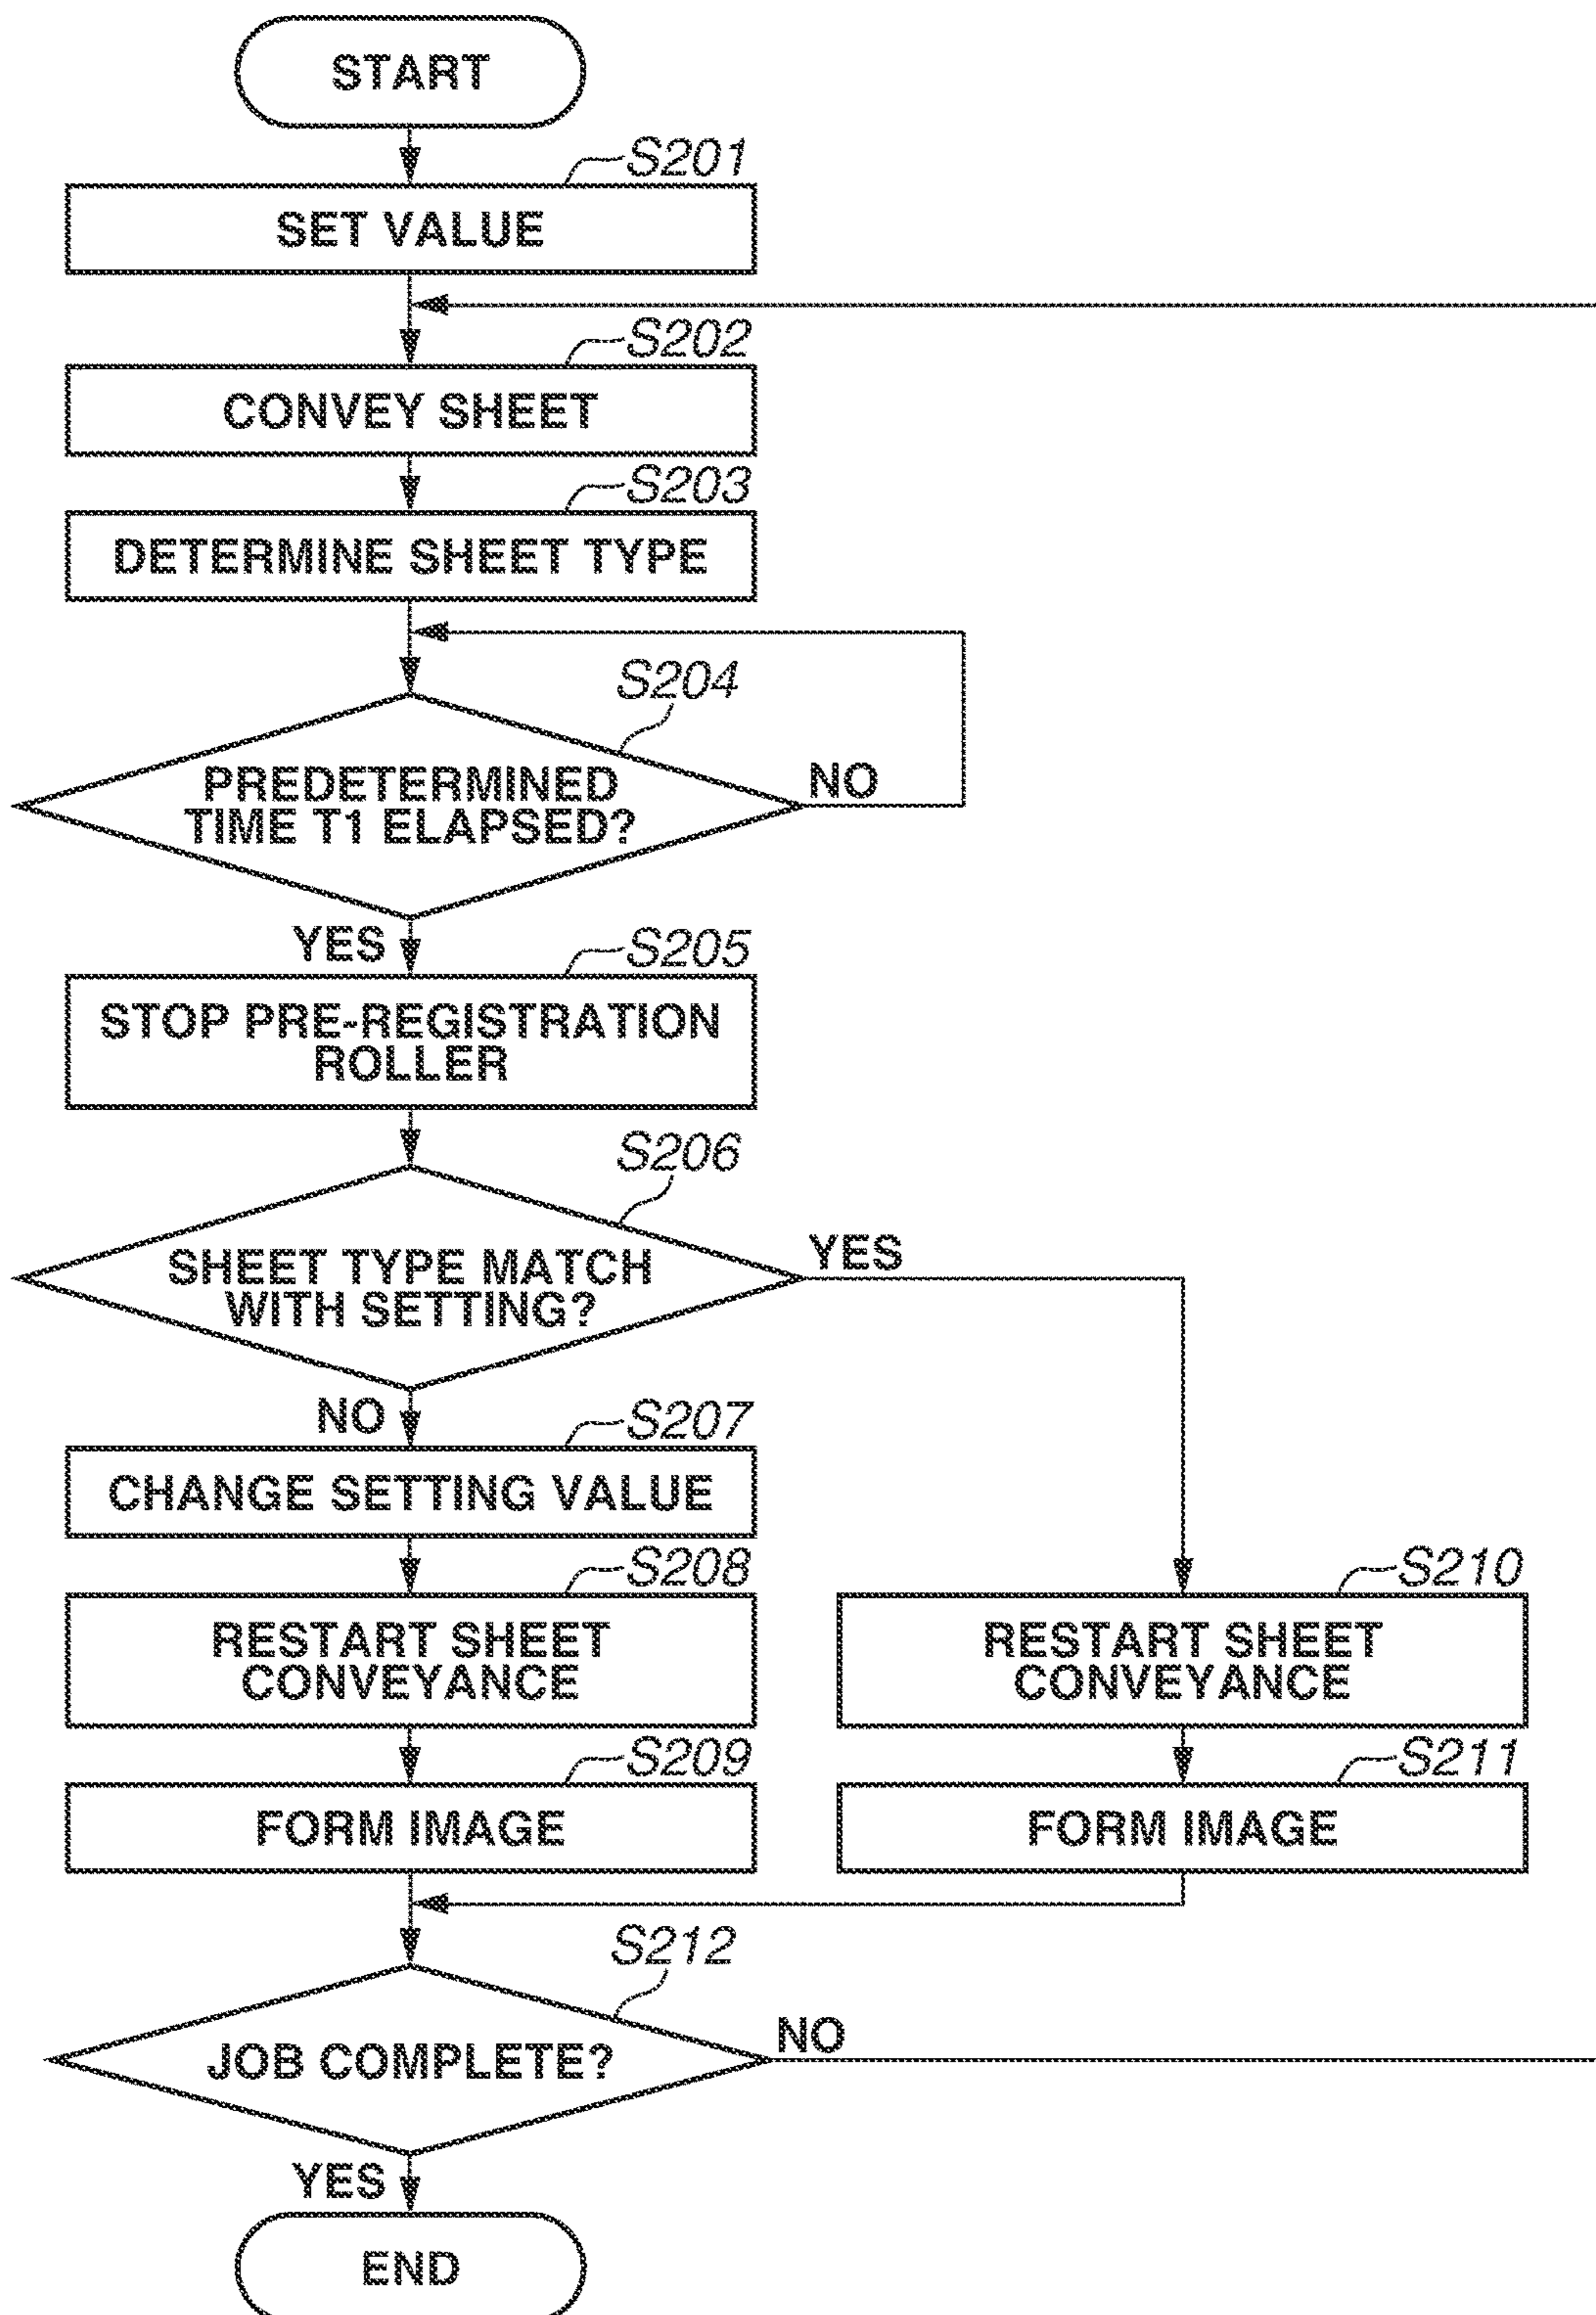 START
S201
SET VALUE
S202
CONVEY SHEET
S203
DETERMINE SHEET TYPE
S204
PREDETERMINED
TIME T1 ELAPSED?
NO
YES
S205
STOP PRE-REGISTRATION
ROLLER
S206
SHEET TYPE MATCH
WITH SETTING?
YES
NO
S207
CHANGE SETTING VALUE
S208
RESTART SHEET
CONVEYANCE
S210
RESTART SHEET
CONVEYANCE
S209
FORM IMAGE
S211
FORM IMAGE
S212
JOB COMPLETE?
NO
YES
END